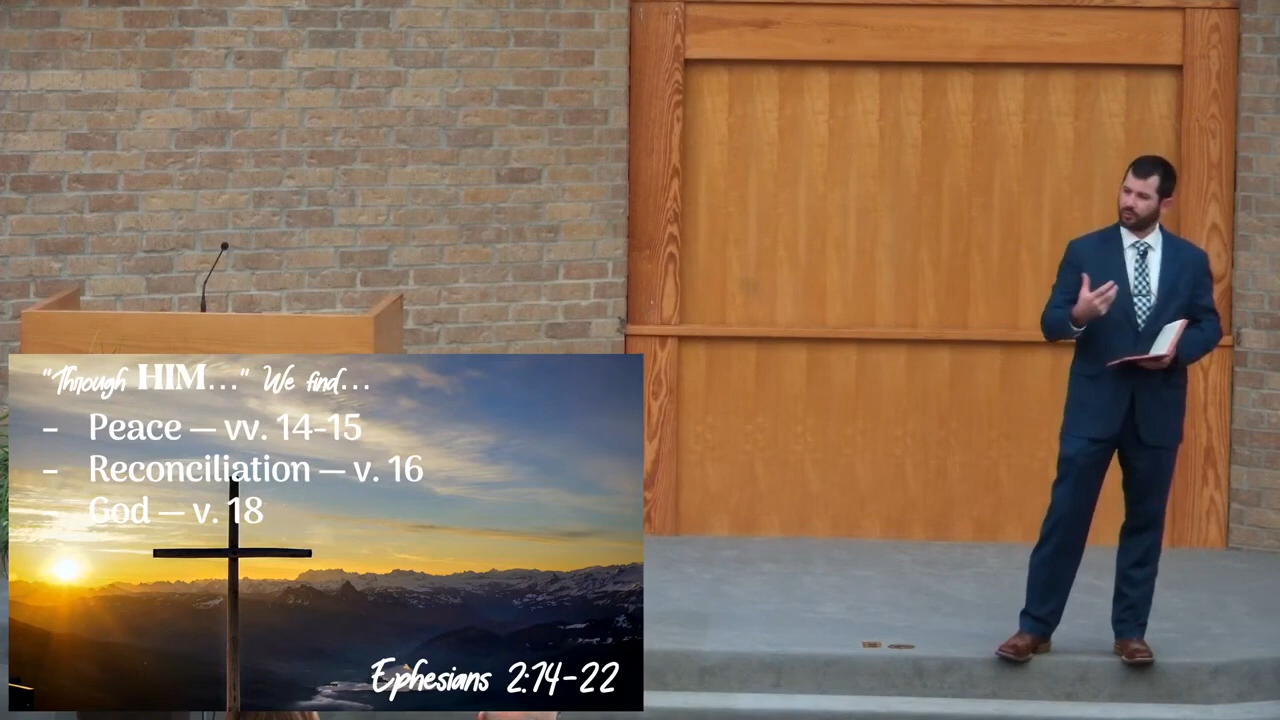 "Through HIM..." We find...
- Peace – vv. 14-15
- Reconciliation – v. 16
- God – v. 18
Ephesians 2:14-22